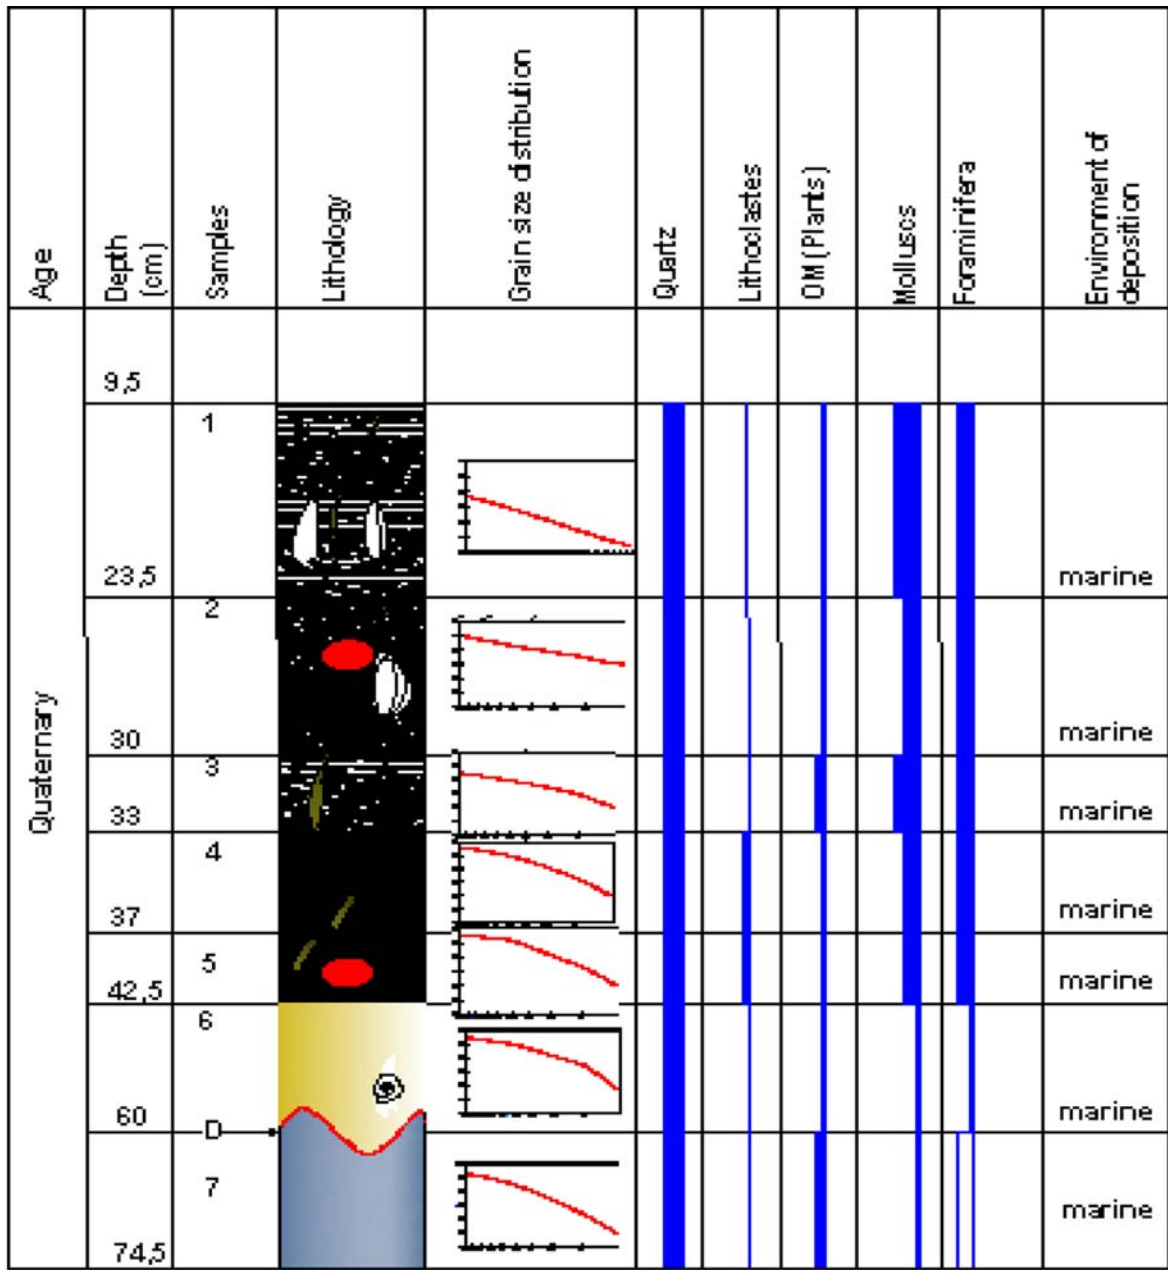 Age
Depth
(cm)
Samples
Lithology
Grain size distribution
Quartz
Lithoclastes
OM (Plants)
Molluscs
Foraminifera
Environment of
deposition
Quaternary
9,5
1
23,5
marine
2
30
marine
3
33
marine
4
37
marine
5
42,5
marine
6
60
marine
D
7
marine
74,5